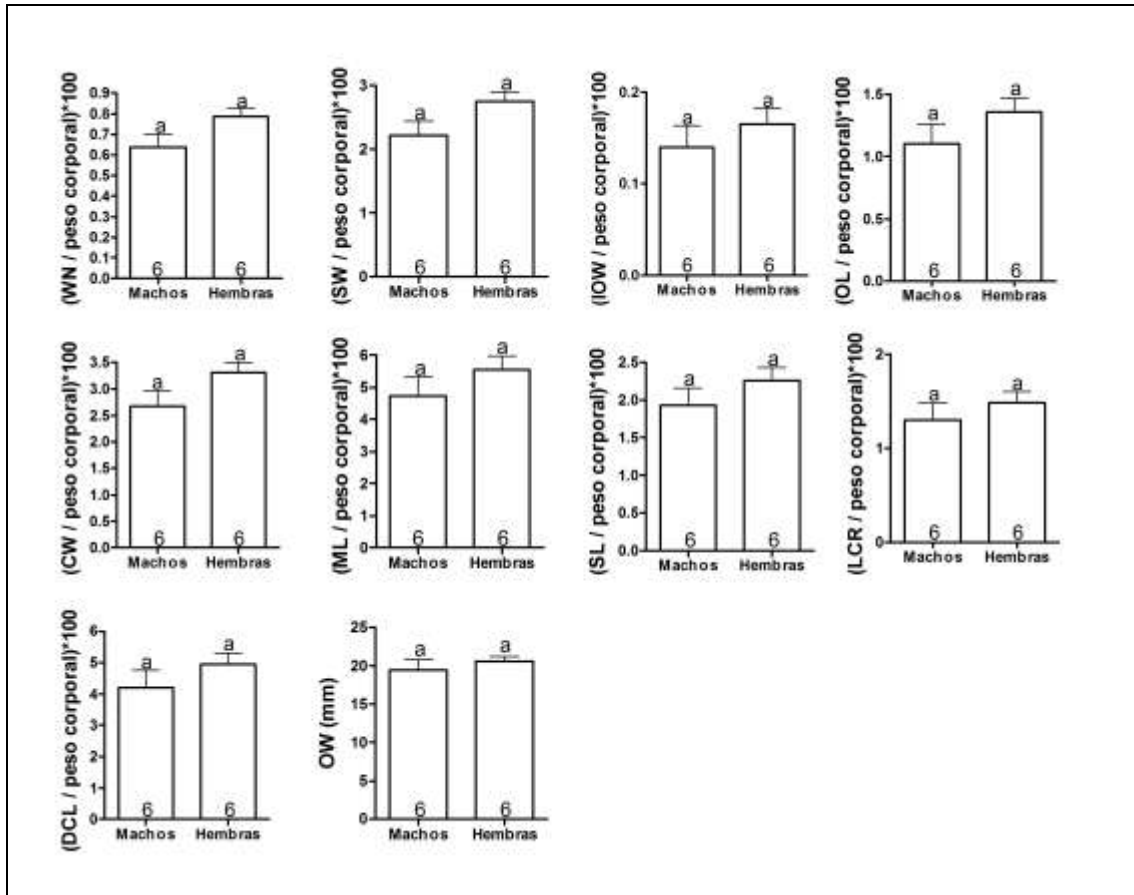 (WN / peso corporal)*100
0.9
0.8
0.7
0.6
0.5
0.4
0.3
0.2
0.1
0.0
a
a
6
6
Machos Hembras
(SW / peso corporal)*100
3
2
1
0
a
a
6
6
Machos Hembras
(IOW / peso corporal)*100
0.2
0.1
0.0
a
a
6
6
Machos Hembras
(OL / peso corporal)*100
1.5
1.0
0.5
0.0
a
a
6
6
Machos Hembras
(CW / peso corporal)*100
3.5
3.0
2.5
2.0
1.5
1.0
0.5
0.0
a
a
6
6
Machos Hembras
(ML / peso corporal)*100
6
5
4
3
2
1
0
a
a
6
6
Machos Hembras
(SL / peso corporal)*100
2.5
2.0
1.5
1.0
0.5
0.0
a
a
6
6
Machos Hembras
(LCR / peso corporal)*100
2
1
0
a
a
6
6
Machos Hembras
(DCL / peso corporal)*100
6
5
4
3
2
1
0
a
a
6
6
Machos Hembras
OW (mm)
25
20
15
10
5
0
a
a
6
6
Machos Hembras